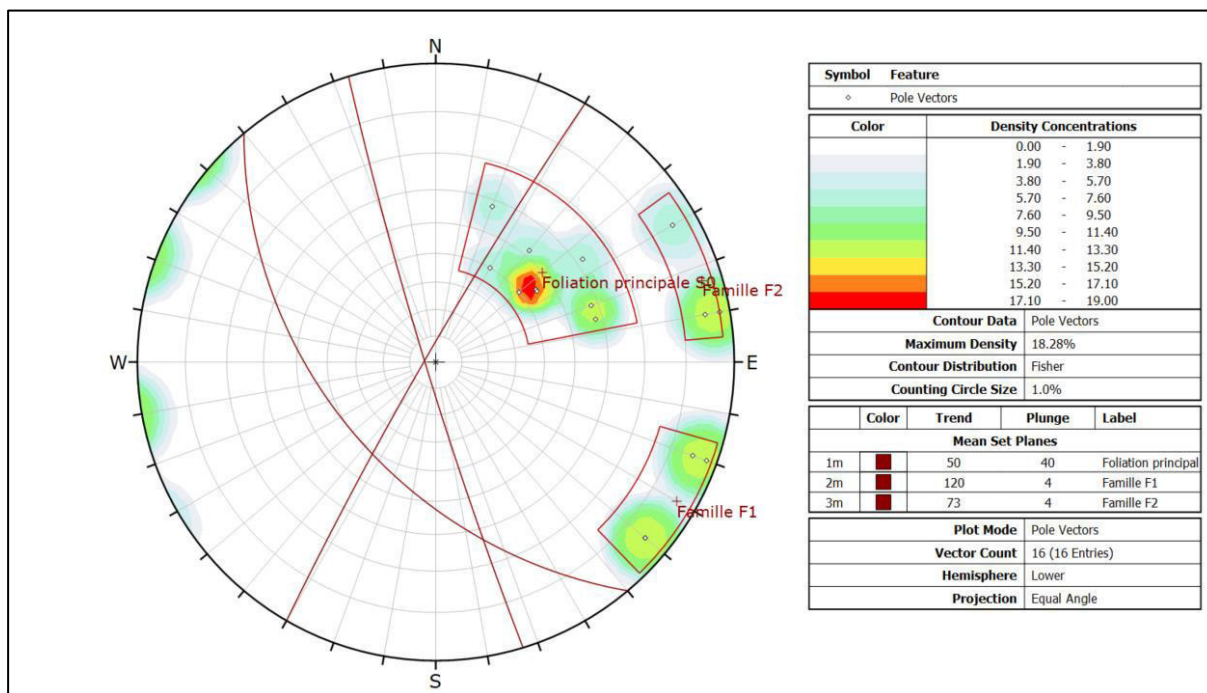 N
W
E
S
Foliation principale S0
Famille F2
Famille F1
Symbol Feature
Pole Vectors
Color Density Concentrations
0.00 - 1.90
1.90 - 3.80
3.80 - 5.70
5.70 - 7.60
7.60 - 9.50
9.50 - 11.40
11.40 - 13.30
13.30 - 15.20
15.20 - 17.10
17.10 - 19.00
Contour Data Pole Vectors
Maximum Density 18.28%
Contour Distribution Fisher
Counting Circle Size 1.0%
Color Trend Plunge Label
Mean Set Planes
1m 50 40 Foliation principal
2m 120 4 Famille F1
3m 73 4 Famille F2
Plot Mode Pole Vectors
Vector Count 16 (16 Entries)
Hemisphere Lower
Projection Equal Angle